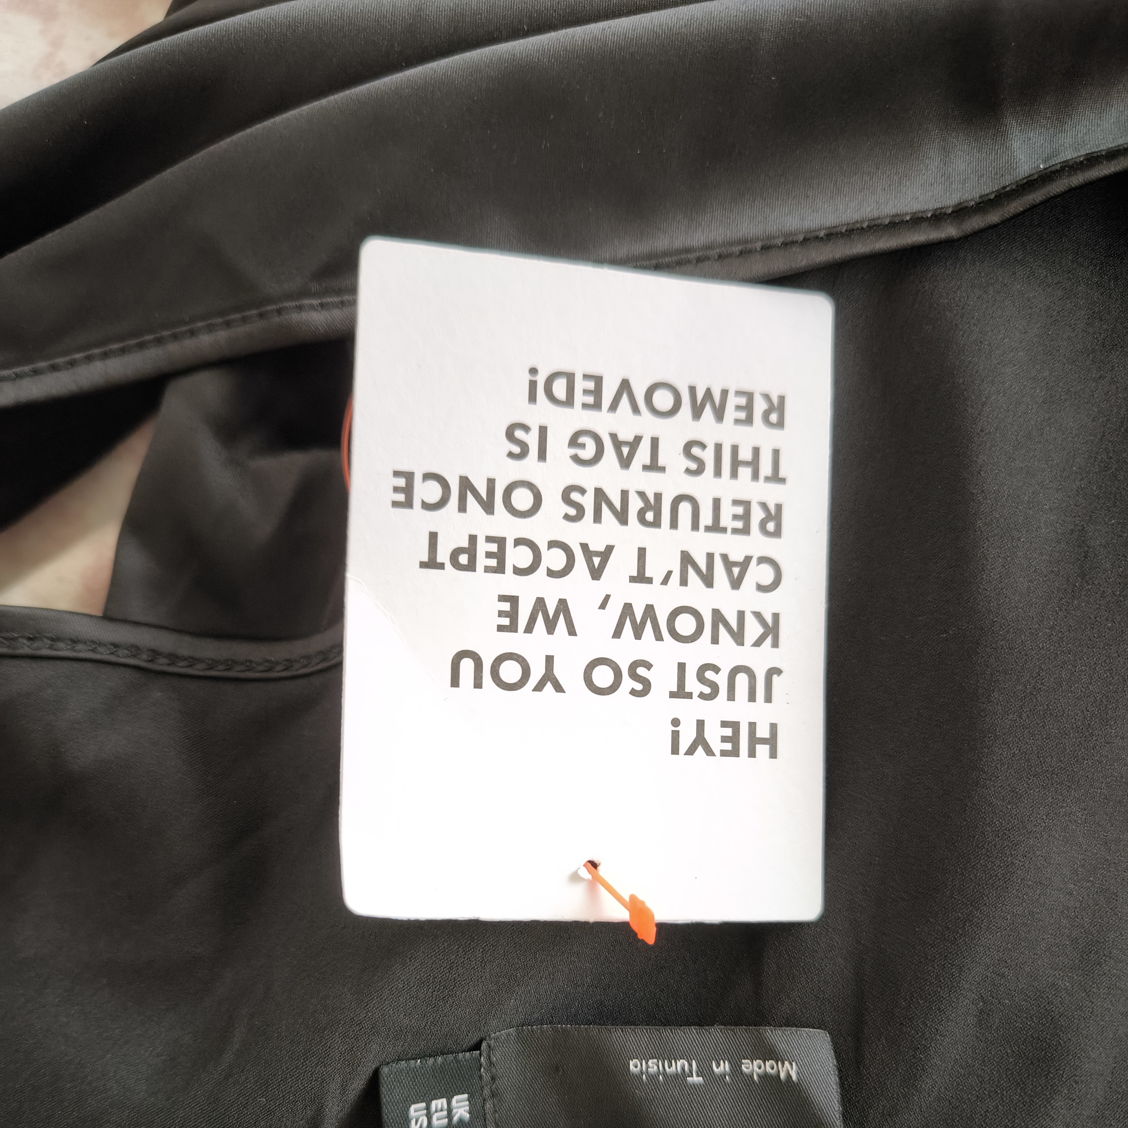 HEY!
JUST SO YOU
KNOW, WE
CAN'T ACCEPT
RETURNS ONCE
THIS TAG IS
REMOVED!
Made in Tunisia
UK
EU
US